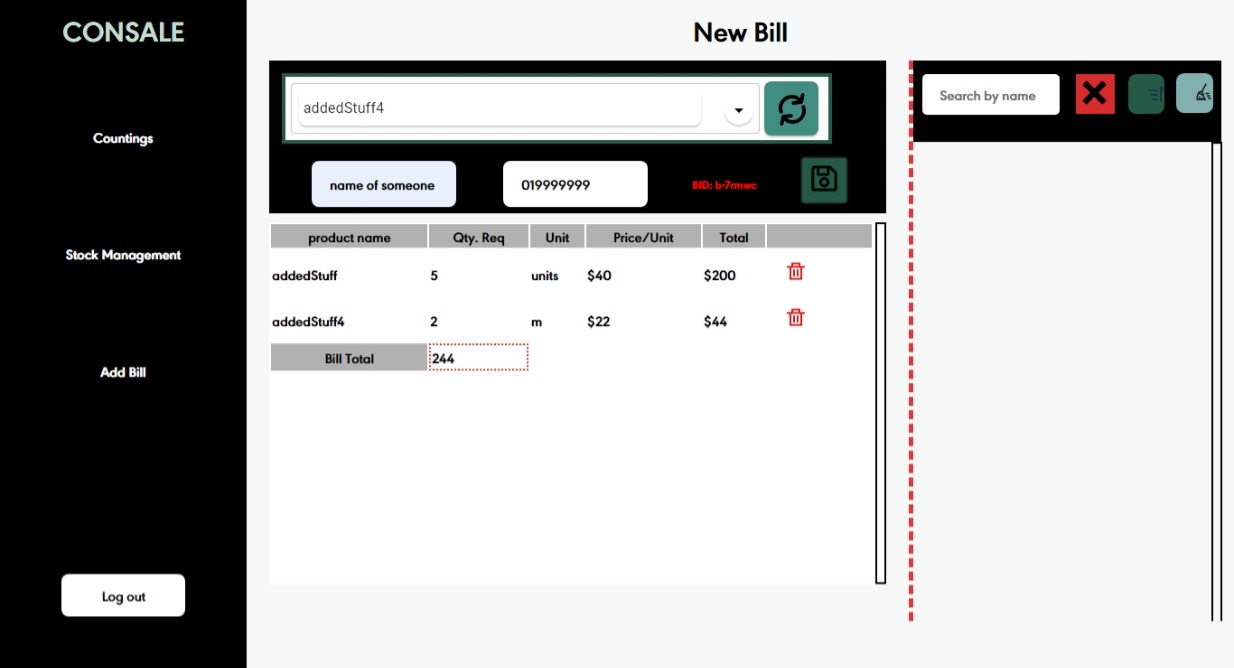 CONSALE
Countings
Stock Management
Add Bill
Log out
New Bill
addedStuff4
name of someone 019999999 BID: b-7rmwc
product name Qty. Req Unit Price/Unit Total
addedStuff 5 units $40 $200
addedStuff4 2 m $22 $44
Bill Total 244
Search by name